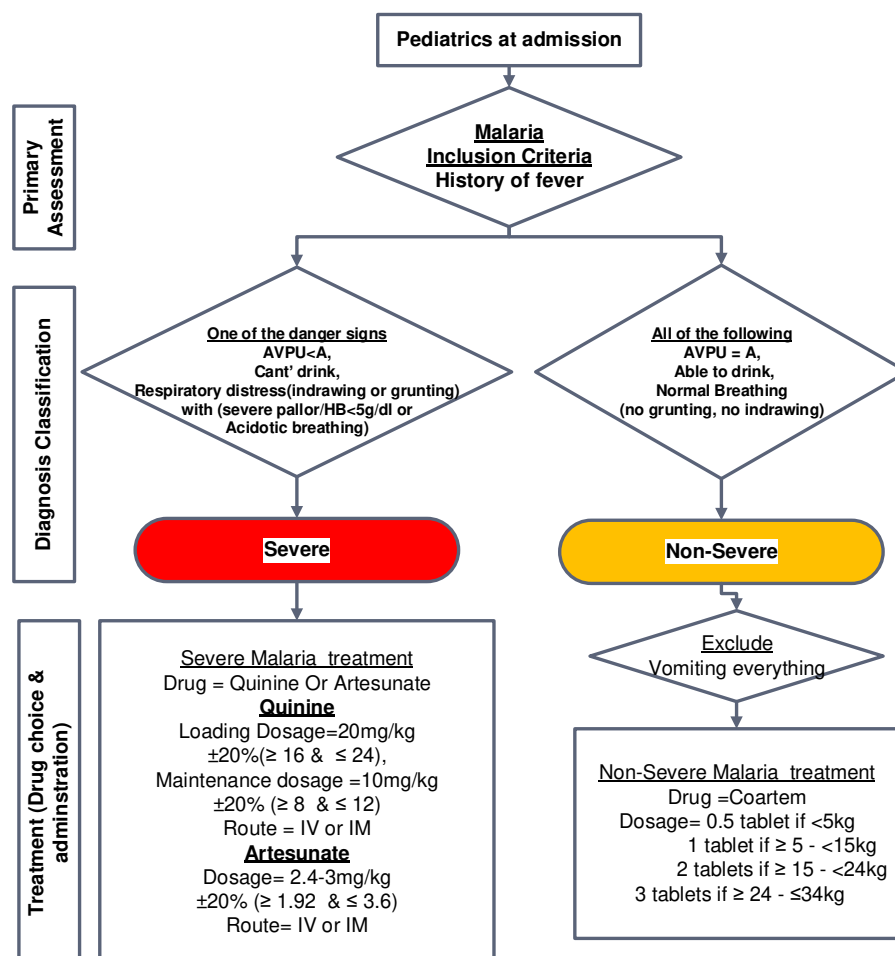 Pediatrics at admission
Primary
Assessment
Malaria
Inclusion Criteria
History of fever
Diagnosis Classification
One of the danger signs
AVPU<A,
Cant' drink,
Respiratory distress(indrawing or grunting)
with (severe pallor/HB<5g/dl or
Acidotic breathing)
All of the following
AVPU = A,
Able to drink,
Normal Breathing
(no grunting, no indrawing)
Severe
Non-Severe
Treatment (Drug choice &
adminstration)
Severe Malaria treatment
Drug = Quinine Or Artesunate
Quinine
Loading Dosage=20mg/kg
±20%(≥ 16 & ≤ 24),
Maintenance dosage =10mg/kg
±20% (≥ 8 & ≤ 12)
Route = IV or IM
Artesunate
Dosage= 2.4-3mg/kg
±20% (≥ 1.92 & ≤ 3.6)
Route= IV or IM
Exclude
Vomiting everything
Non-Severe Malaria treatment
Drug =Coartem
Dosage= 0.5 tablet if <5kg
1 tablet if ≥ 5 - <15kg
2 tablets if ≥ 15 - <24kg
3 tablets if ≥ 24 - ≤34kg